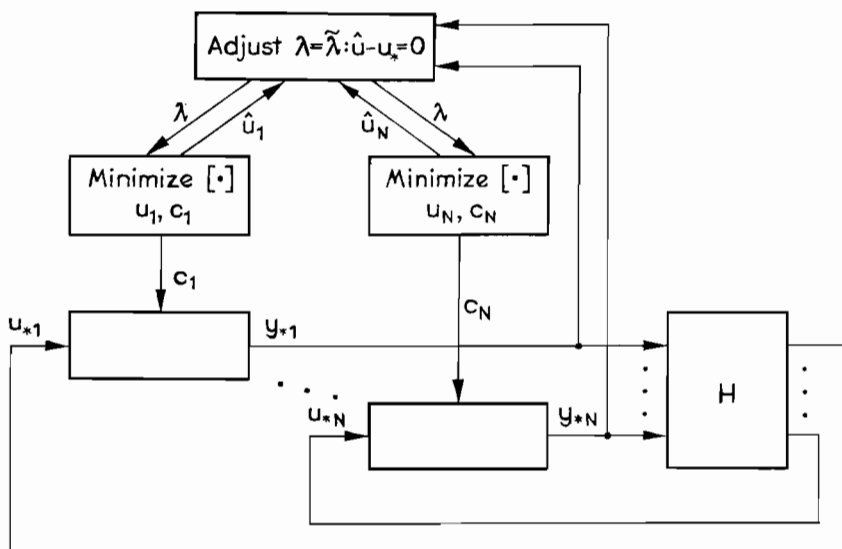 Adjust λ=λ̃:û-u*=0
λ
û1
ûN
λ
Minimize [•]
u1, c1
Minimize [•]
uN, cN
c1
cN
u*1
y*1
u*N
y*N
H